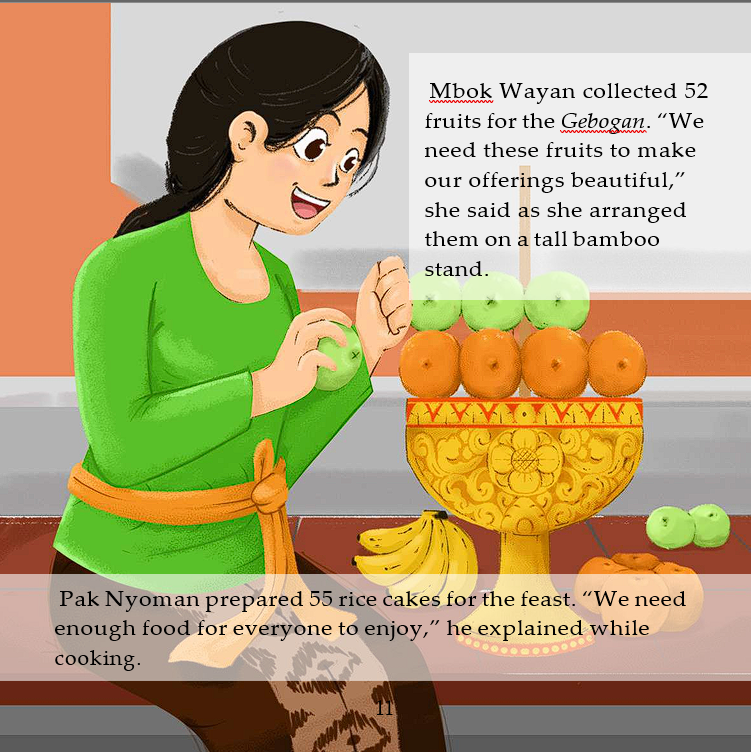 Mbok Wayan collected 52
fruits for the Gebogan. “We
need these fruits to make
our offerings beautiful,”
she said as she arranged
them on a tall bamboo
stand.
Pak Nyoman prepared 55 rice cakes for the feast. “We need
enough food for everyone to enjoy,” he explained while
cooking.
11